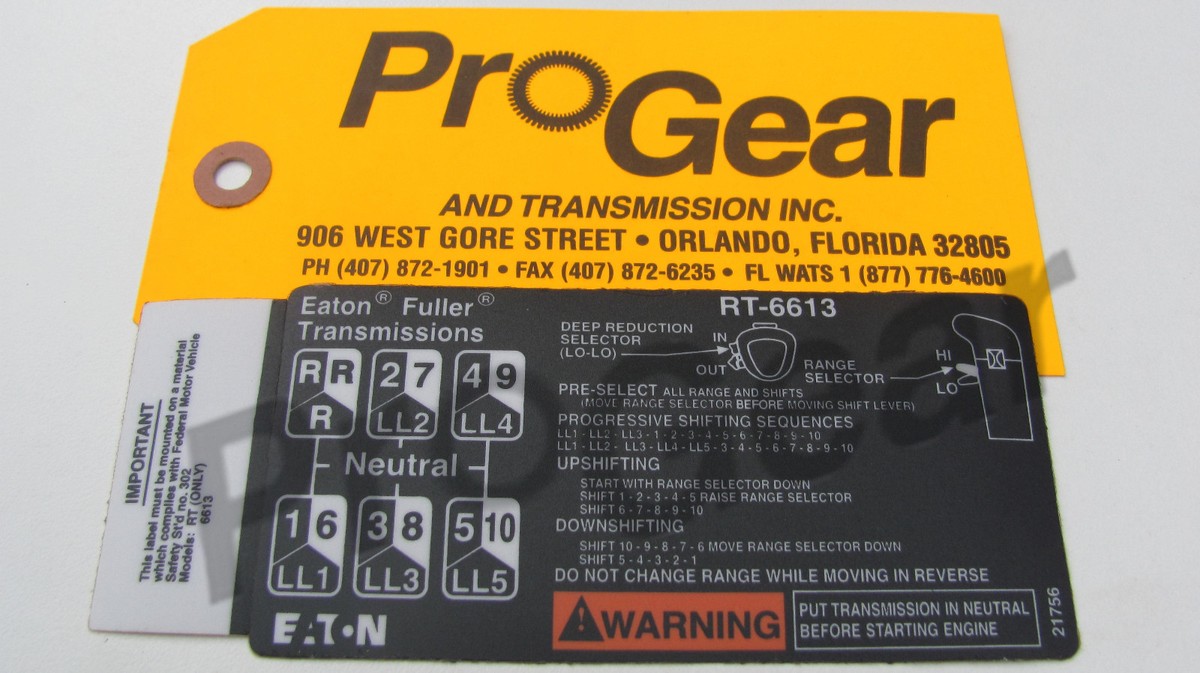 ProGear
AND TRANSMISSION INC.
906 WEST GORE STREET • ORLANDO, FLORIDA 32805
PH (407) 872-1901 • FAX (407) 872-6235 • FL WATS 1 (877) 776-4600
IMPORTANT
This label must be mounted on a material
which complies with Federal Motor Vehicle
Safety St'd no. 302
Models: RT (ONLY)
6613
Eaton® Fuller®
Transmissions
R R
R
2 7
LL2
4 9
LL4
Neutral
1 6
LL1
3 8
LL3
5 10
LL5
EATON
RT-6613
DEEP REDUCTION
SELECTOR
(LO-LO)
IN
OUT
RANGE
SELECTOR
HI
LO
PRE-SELECT ALL RANGE AND SHIFTS
(MOVE RANGE SELECTOR BEFORE MOVING SHIFT LEVER)
PROGRESSIVE SHIFTING SEQUENCES
LL1 - LL2 - LL3 - 1 - 2 - 3 - 4 - 5 - 6 - 7 - 8 - 9 - 10
LL1 - LL2 - LL3 - LL4 - LL5 - 3 - 4 - 5 - 6 - 7 - 8 - 9 - 10
UPSHIFTING
START WITH RANGE SELECTOR DOWN
SHIFT 1 - 2 - 3 - 4 - 5 RAISE RANGE SELECTOR
SHIFT 6 - 7 - 8 - 9 - 10
DOWNSHIFTING
SHIFT 10 - 9 - 8 - 7 - 6 MOVE RANGE SELECTOR DOWN
SHIFT 5 - 4 - 3 - 2 - 1
DO NOT CHANGE RANGE WHILE MOVING IN REVERSE
WARNING
PUT TRANSMISSION IN NEUTRAL
BEFORE STARTING ENGINE
21756
ProGear